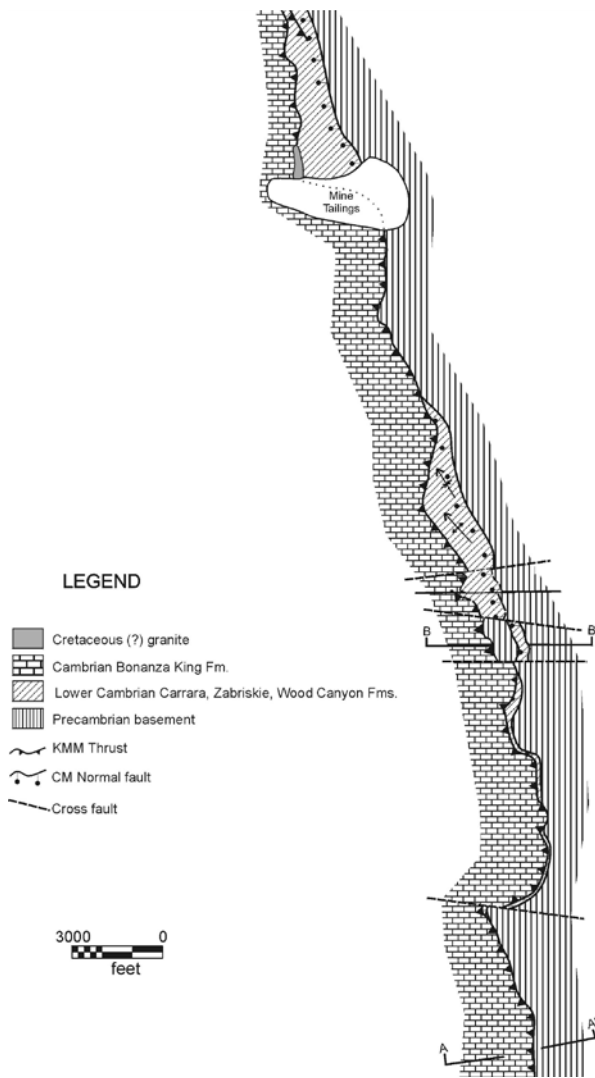 Mine
Tailings
LEGEND
Cretaceous (?) granite
Cambrian Bonanza King Fm.
Lower Cambrian Carrara, Zabriskie, Wood Canyon Fms.
Precambrian basement
KMM Thrust
CM Normal fault
Cross fault
B
B'
3000 0
feet
A
A'